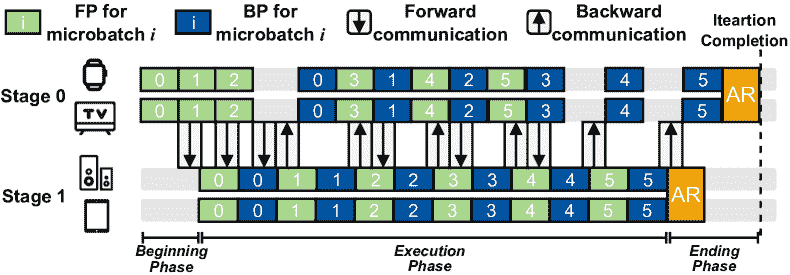 i FP for microbatch i
i BP for microbatch i
Forward communication
Backward communication
Iteartion Completion
Stage 0
TV
0 1 2 0 3 1 4 2 5 3 4 5 AR
0 1 2 0 3 1 4 2 5 3 4 5
Stage 1
0 0 1 1 2 2 3 3 4 4 5 5 AR
0 0 1 1 2 2 3 3 4 4 5 5
Beginning Phase
Execution Phase
Ending Phase